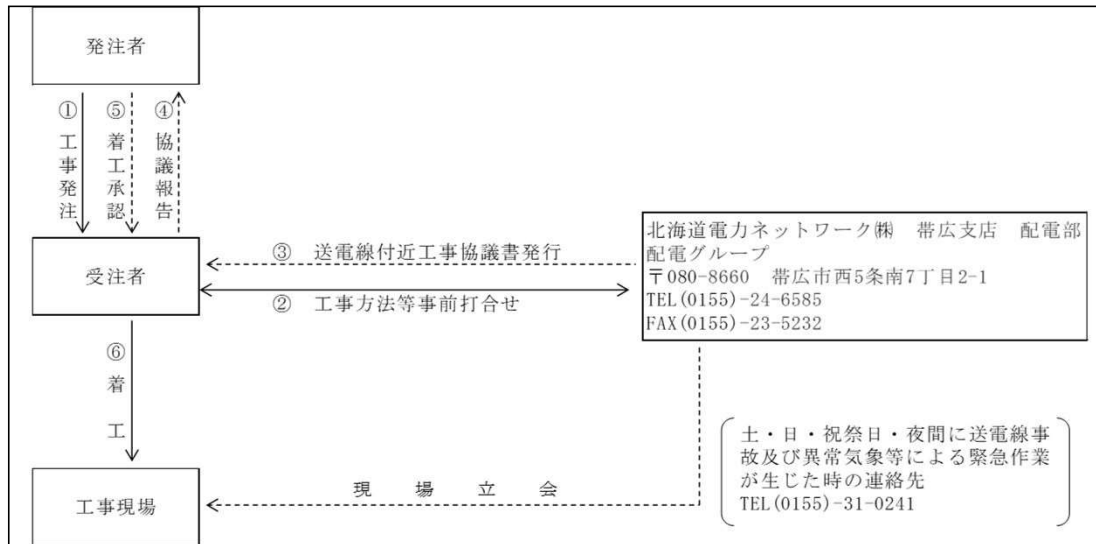 発注者
① 工事発注
⑤ 着工承認
④ 協議報告
受注者
③ 送電線付近工事協議書発行
② 工事方法等事前打合せ
北海道電力ネットワーク㈱ 帯広支店 配電部
配電グループ
〒080-8660 帯広市西5条南7丁目2-1
TEL(0155)-24-6585
FAX(0155)-23-5232
⑥ 着 工
土・日・祝祭日・夜間に送電線事
故及び異常気象等による緊急作業
が生じた時の連絡先
TEL(0155)-31-0241
現 場 立 会
工事現場